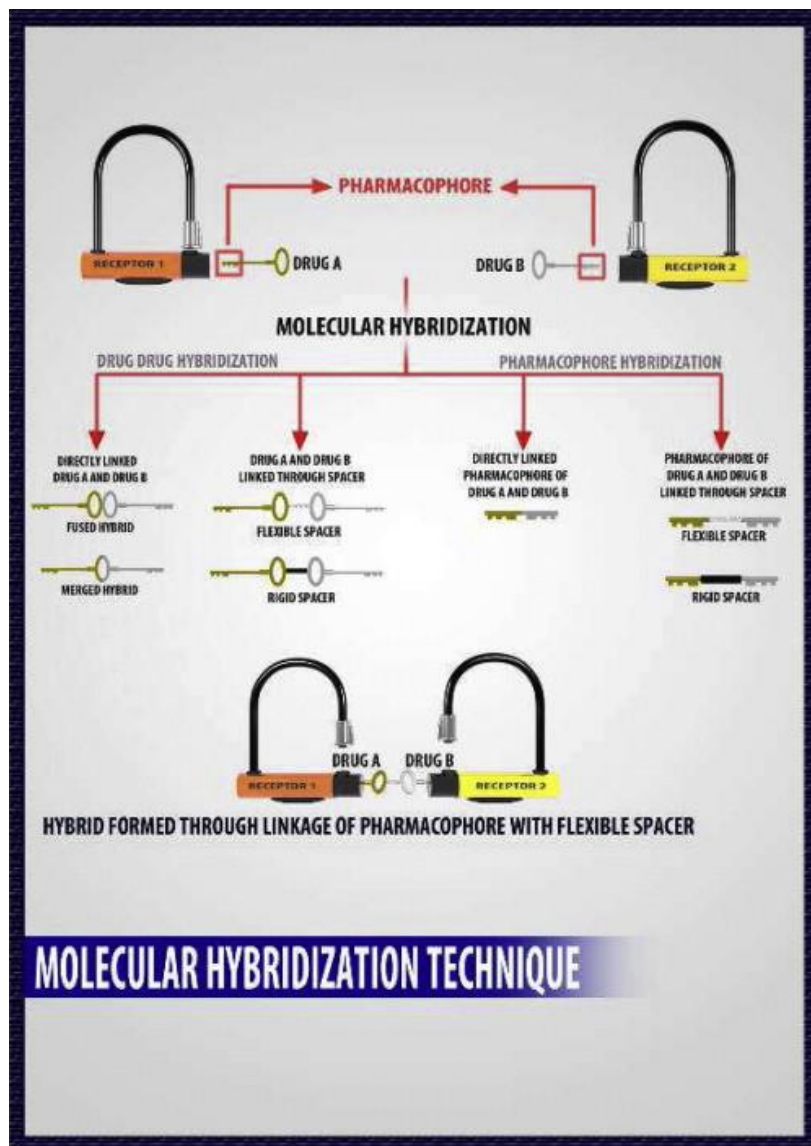 PHARMACOPHORE
RECEPTOR 1
DRUG A
DRUG B
RECEPTOR 2
MOLECULAR HYBRIDIZATION
DRUG DRUG HYBRIDIZATION
PHARMACOPHORE HYBRIDIZATION
DIRECTLY LINKED
DRUG A AND DRUG B
FUSED HYBRID
MERGED HYBRID
DRUG A AND DRUG B
LINKED THROUGH SPACER
FLEXIBLE SPACER
RIGID SPACER
DIRECTLY LINKED
PHARMACOPHORE OF
DRUG A AND DRUG B
PHARMACOPHORE OF
DRUG A AND DRUG B
LINKED THROUGH SPACER
FLEXIBLE SPACER
RIGID SPACER
DRUG A
DRUG B
RECEPTOR 1
RECEPTOR 2
HYBRID FORMED THROUGH LINKAGE OF PHARMACOPHORE WITH FLEXIBLE SPACER
MOLECULAR HYBRIDIZATION TECHNIQUE